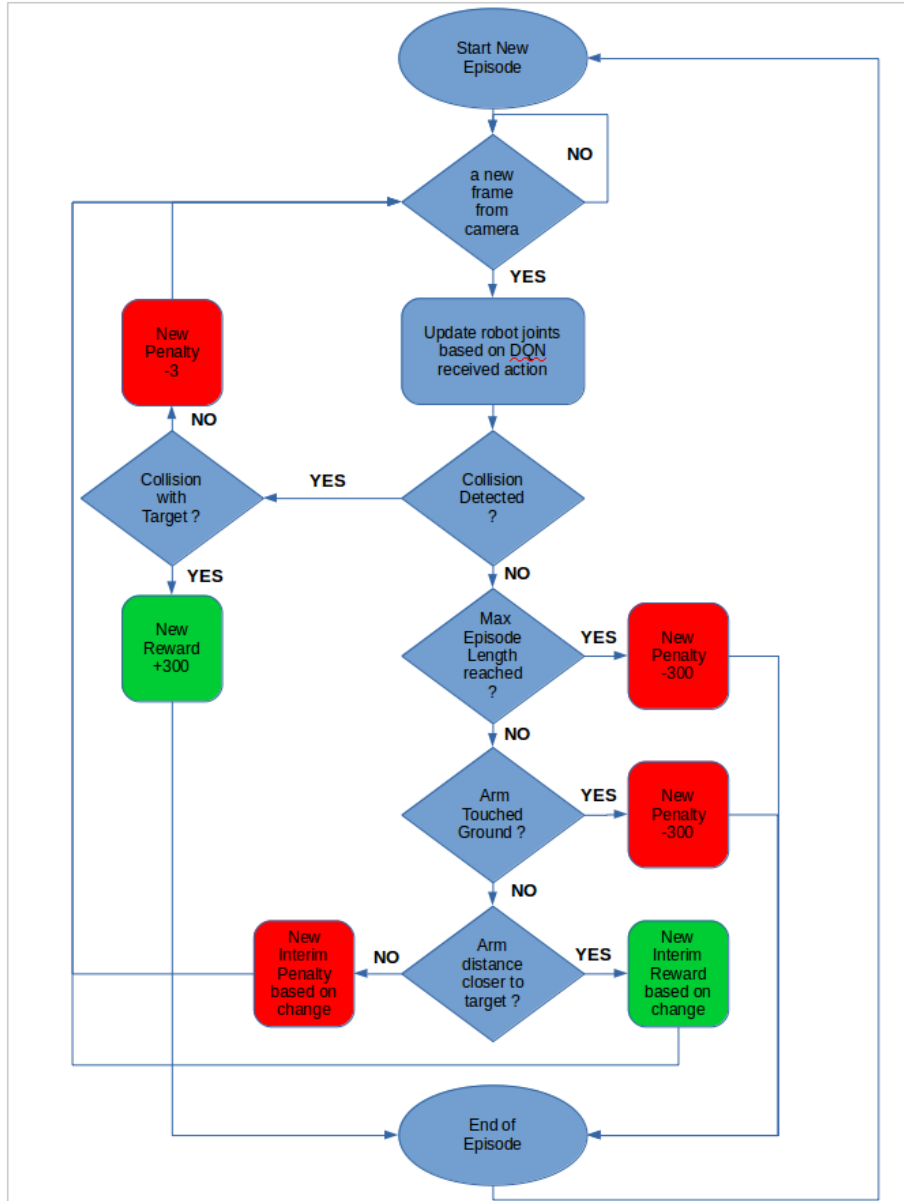 Start New
Episode
NO
a new
frame
from
camera
YES
New
Penalty
-3
Update robot joints
based on DQN
received action
NO
Collision
with
Target ?
YES
Collision
Detected
?
YES
NO
New
Reward
+300
Max
Episode
Length
reached
?
YES
New
Penalty
-300
NO
Arm
Touched
Ground ?
YES
New
Penalty
-300
NO
New
Interim
Penalty
based on
change
NO
Arm
distance
closer to
target ?
YES
New
Interim
Reward
based on
change
End of
Episode